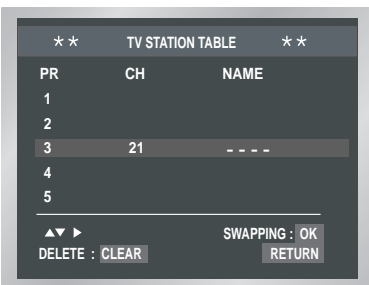 ** TV STATION TABLE **
PR CH NAME
1
2
3 21 ----
4
5
▲▼ ▶ SWAPPING : OK
DELETE : CLEAR RETURN